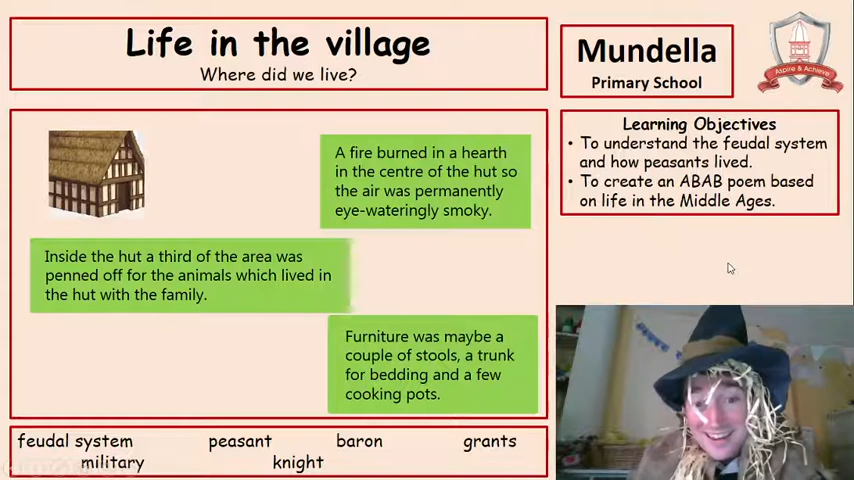 Life in the village
Where did we live?
Mundella
Primary School
Aspire & Achieve
Learning Objectives
• To understand the feudal system
and how peasants lived.
• To create an ABAB poem based
on life in the Middle Ages.
A fire burned in a hearth
in the centre of the hut so
the air was permanently
eye-wateringly smoky.
Inside the hut a third of the area was
penned off for the animals which lived in
the hut with the family.
Furniture was maybe a
couple of stools, a trunk
for bedding and a few
cooking pots.
feudal system peasant baron grants
military knight